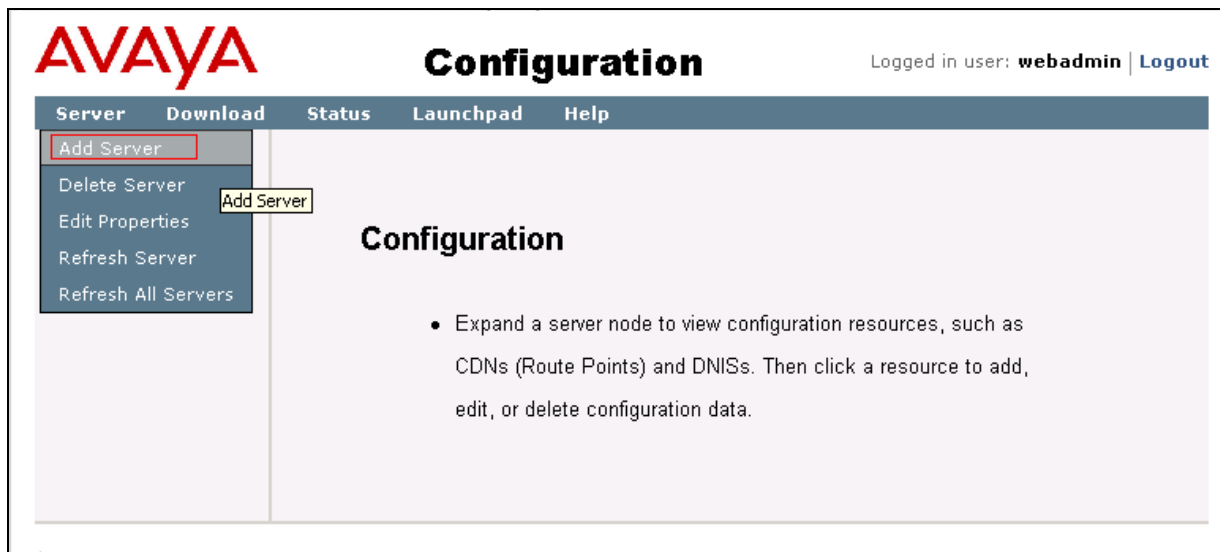 AVAYA
Configuration
Logged in user: webadmin | Logout
Server Download Status Launchpad Help
Add Server
Delete Server
Add Server
Edit Properties
Refresh Server
Refresh All Servers
Configuration
• Expand a server node to view configuration resources, such as
CDNs (Route Points) and DNISs. Then click a resource to add,
edit, or delete configuration data.